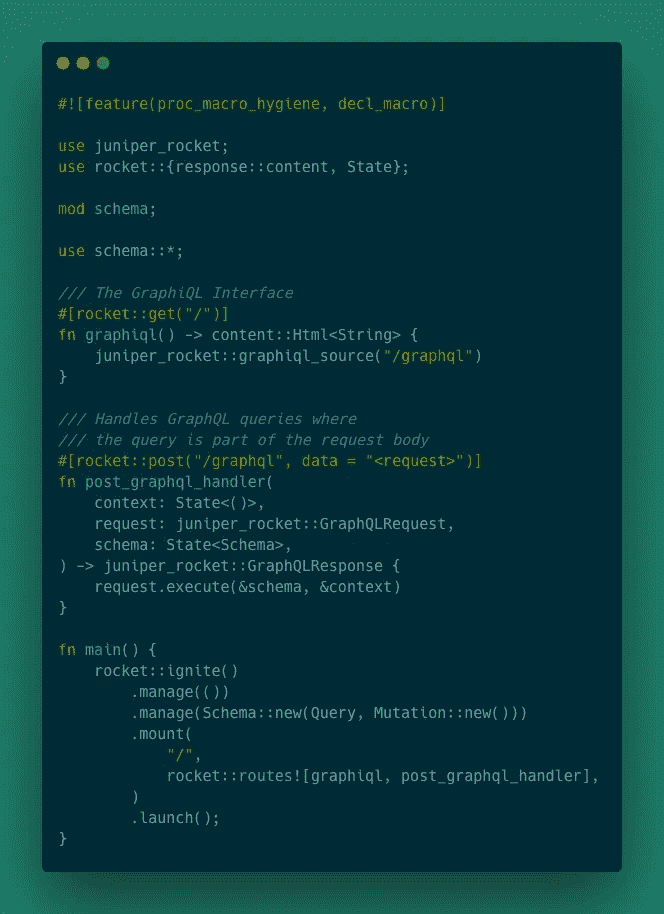 #![feature(proc_macro_hygiene, decl_macro)]
use juniper_rocket;
use rocket::{response::content, State};
mod schema;
use schema::*;
/// The GraphiQL Interface
#[rocket::get("/")]
fn graphiql() -> content::Html<String> {
    juniper_rocket::graphiql_source("/graphql")
}
/// Handles GraphQL queries where
/// the query is part of the request body
#[rocket::post("/graphql", data = "<request>")]
fn post_graphql_handler(
    context: State<()>,
    request: juniper_rocket::GraphQLRequest,
    schema: State<Schema>,
) -> juniper_rocket::GraphQLResponse {
    request.execute(&schema, &context)
}
fn main() {
    rocket::ignite()
        .manage(())
        .manage(Schema::new(Query, Mutation::new()))
        .mount(
            "/",
            rocket::routes![graphiql, post_graphql_handler],
        )
        .launch();
}